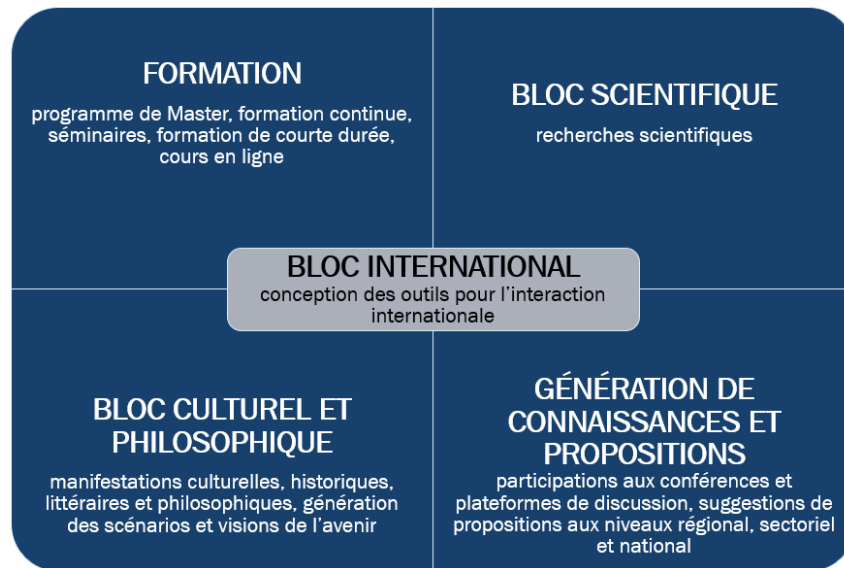 FORMATION
programme de Master, formation continue,
séminaires, formation de courte durée,
cours en ligne
BLOC SCIENTIFIQUE
recherches scientifiques
BLOC INTERNATIONAL
conception des outils pour l'interaction
internationale
BLOC CULTUREL ET
PHILOSOPHIQUE
manifestations culturelles, historiques,
littéraires et philosophiques, génération
des scénarios et visions de l'avenir
GÉNÉRATION DE
CONNAISSANCES ET
PROPOSITIONS
participations aux conférences et
plateformes de discussion, suggestions de
propositions aux niveaux régional, sectoriel
et national